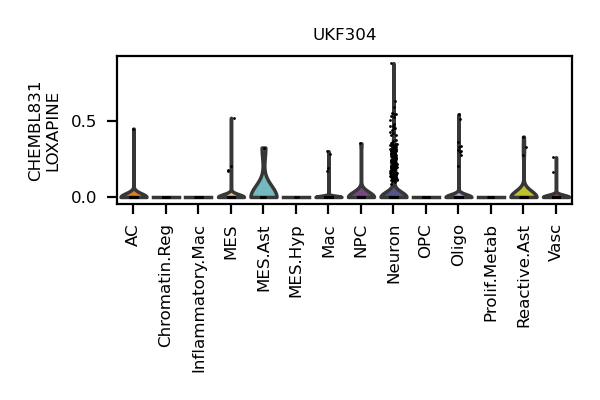 UKF304
CHEMBL831
LOXAPINE
0.5
0.0
AC
Chromatin.Reg
Inflammatory.Mac
MES
MES.Ast
MES.Hyp
Mac
NPC
Neuron
OPC
Oligo
Prolif.Metab
Reactive.Ast
Vasc